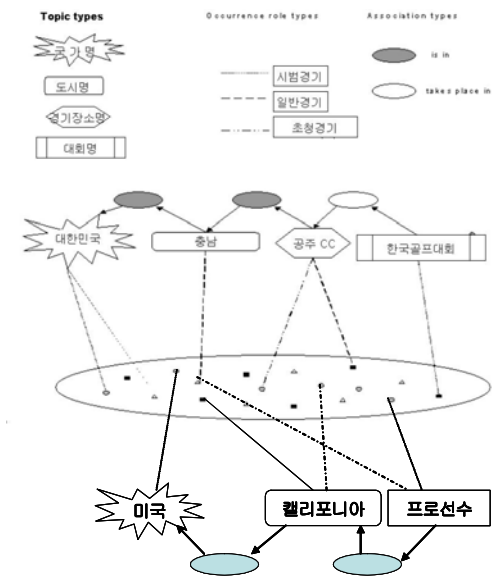 Topic types
Occurrence role types
Association types
국가명
is in
시범경기
도시명
takes place in
일반경기
경기장소명
초청경기
대회명
대한민국
충남
공주 CC
한국골프대회
미국
캘리포니아
프로선수